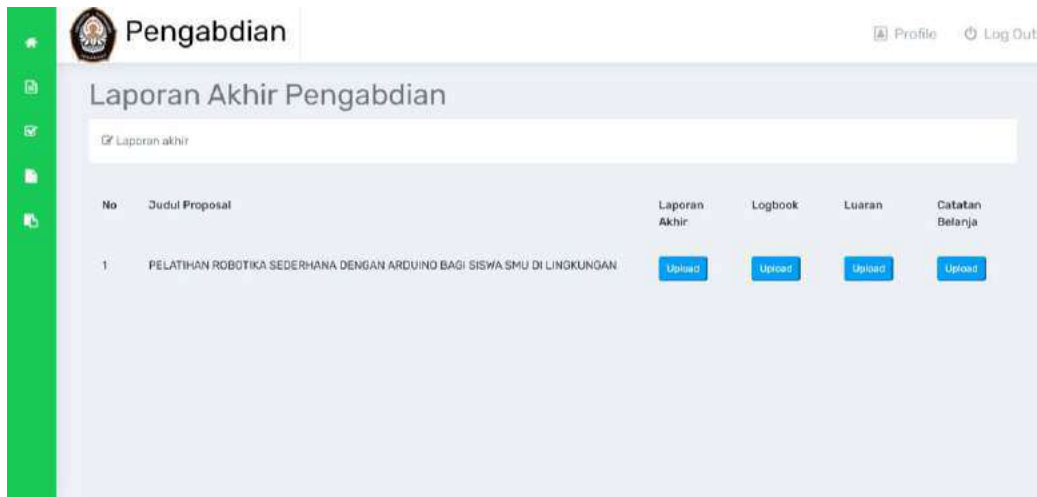 Pengabdian
Profile
Log Out
Laporan Akhir Pengabdian
Laporan akhir
No Judul Proposal Laporan Akhir Logbook Luaran Catatan Belanja
1 PELATIHAN ROBOTIKA SEDERHANA DENGAN ARDUINO BAGI SISWA SMU DI LINGKUNGAN Upload Upload Upload Upload